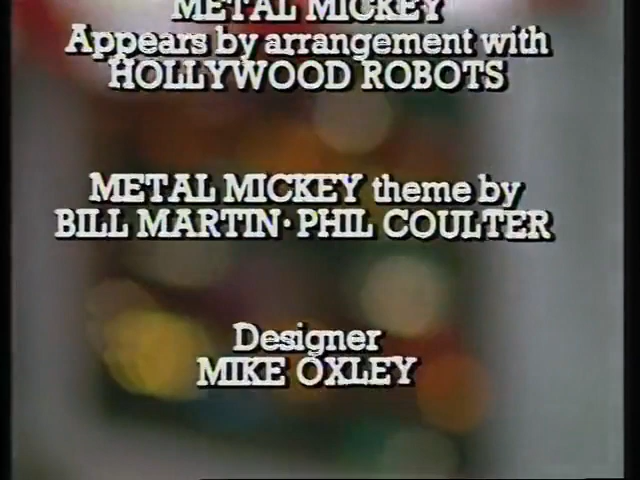 METAL MICKEY
Appears by arrangement with
HOLLYWOOD ROBOTS
METAL MICKEY theme by
BILL MARTIN·PHIL COULTER
Designer
MIKE OXLEY